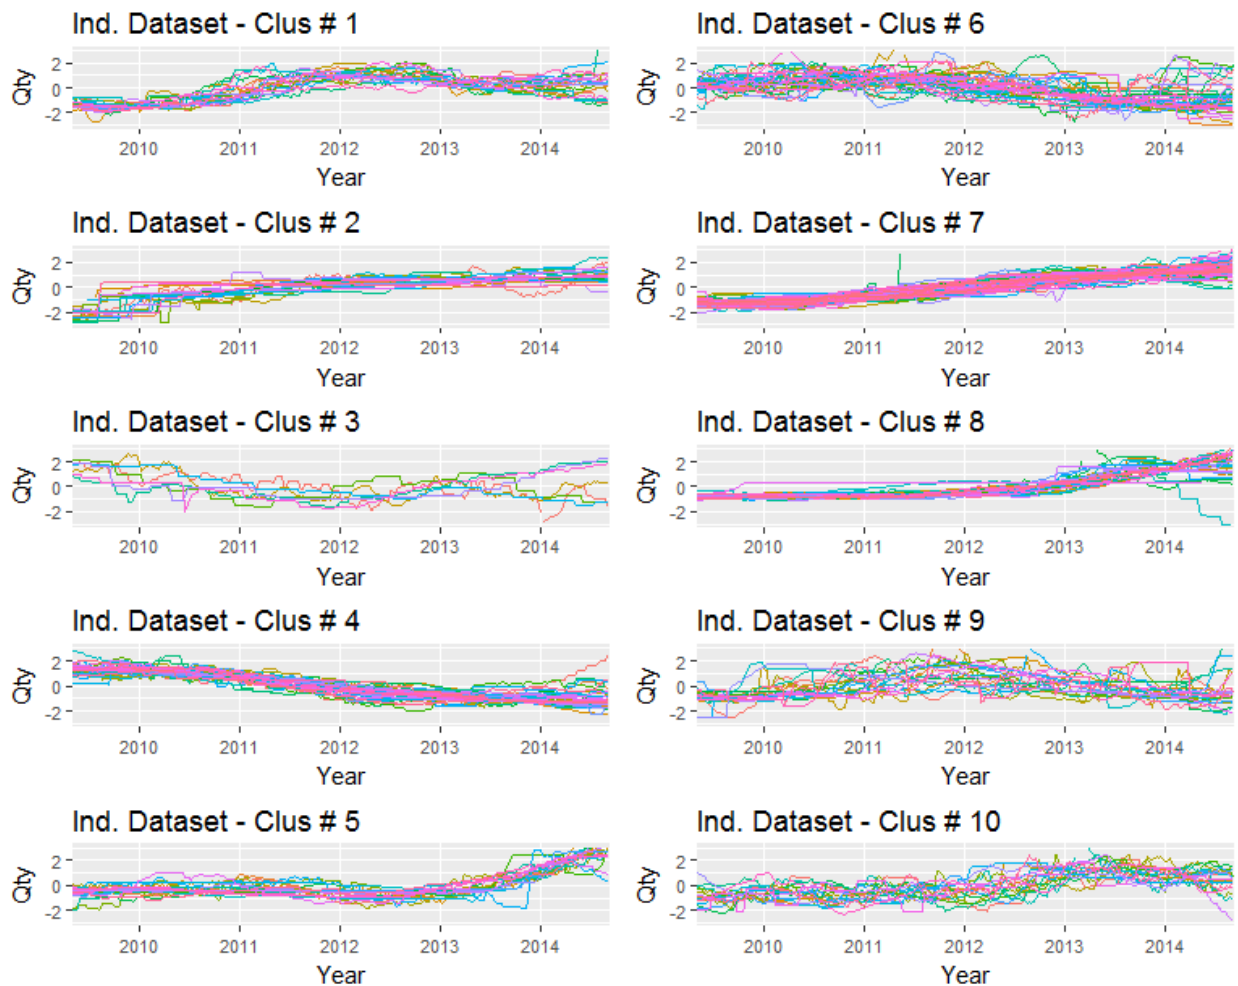 Ind. Dataset - Clus # 1
Qty
2
0
-2
2010 2011 2012 2013 2014
Year
Ind. Dataset - Clus # 6
Qty
2
0
-2
2010 2011 2012 2013 2014
Year
Ind. Dataset - Clus # 2
Qty
2
0
-2
2010 2011 2012 2013 2014
Year
Ind. Dataset - Clus # 7
Qty
2
0
-2
2010 2011 2012 2013 2014
Year
Ind. Dataset - Clus # 3
Qty
2
0
-2
2010 2011 2012 2013 2014
Year
Ind. Dataset - Clus # 8
Qty
2
0
-2
2010 2011 2012 2013 2014
Year
Ind. Dataset - Clus # 4
Qty
2
0
-2
2010 2011 2012 2013 2014
Year
Ind. Dataset - Clus # 9
Qty
2
0
-2
2010 2011 2012 2013 2014
Year
Ind. Dataset - Clus # 5
Qty
2
0
-2
2010 2011 2012 2013 2014
Year
Ind. Dataset - Clus # 10
Qty
2
0
-2
2010 2011 2012 2013 2014
Year